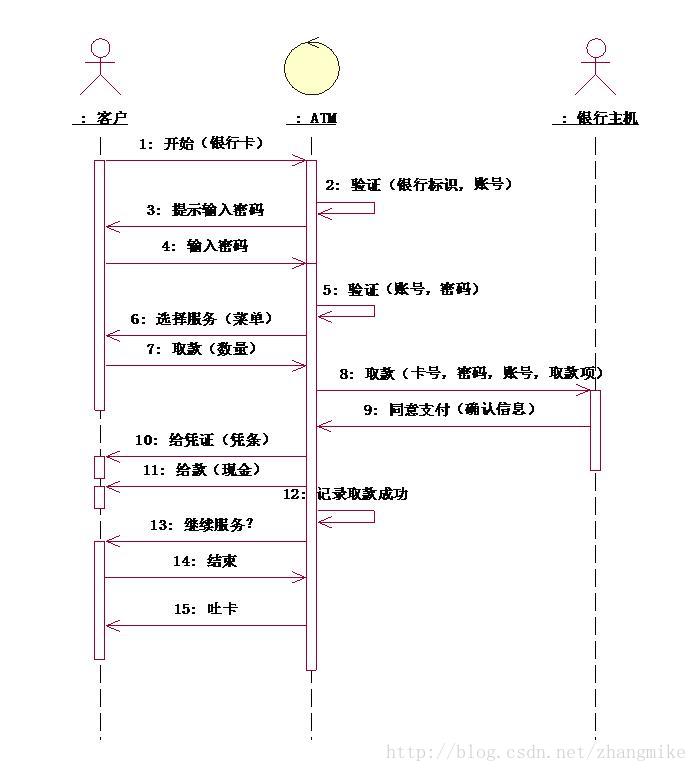 : 客户
: ATM
: 银行主机
1: 开始（银行卡）
2: 验证（银行标识，账号）
3: 提示输入密码
4: 输入密码
5: 验证（账号，密码）
6: 选择服务（菜单）
7: 取款（数量）
8: 取款（卡号，密码，账号，取款项）
9: 同意支付（确认信息）
10: 给凭证（凭条）
11: 给款（现金）
12: 记录取款成功
13: 继续服务？
14: 结束
15: 吐卡
http://blog.csdn.net/zhangmike